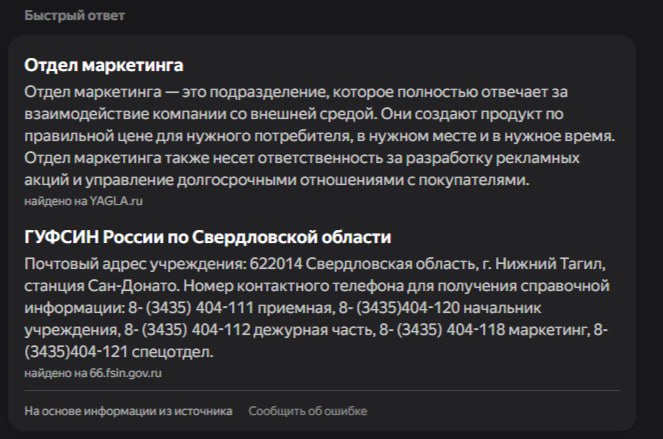 Быстрый ответ
Отдел маркетинга
Отдел маркетинга — это подразделение, которое полностью отвечает за
взаимодействие компании со внешней средой. Они создают продукт по
правильной цене для нужного потребителя, в нужном месте и в нужное время.
Отдел маркетинга также несет ответственность за разработку рекламных
акций и управление долгосрочными отношениями с покупателями.
найдено на YAGLA.ru
ГУФСИН России по Свердловской области
Почтовый адрес учреждения: 622014 Свердловская область, г. Нижний Тагил,
станция Сан-Донато. Номер контактного телефона для получения справочной
информации: 8- (3435) 404-111 приемная, 8- (3435)404-120 начальник
учреждения, 8- (3435) 404-112 дежурная часть, 8- (3435) 404-118 маркетинг, 8-
(3435)404-121 спецотдел.
найдено на 66.fsin.gov.ru
На основе информации из источника Сообщить об ошибке